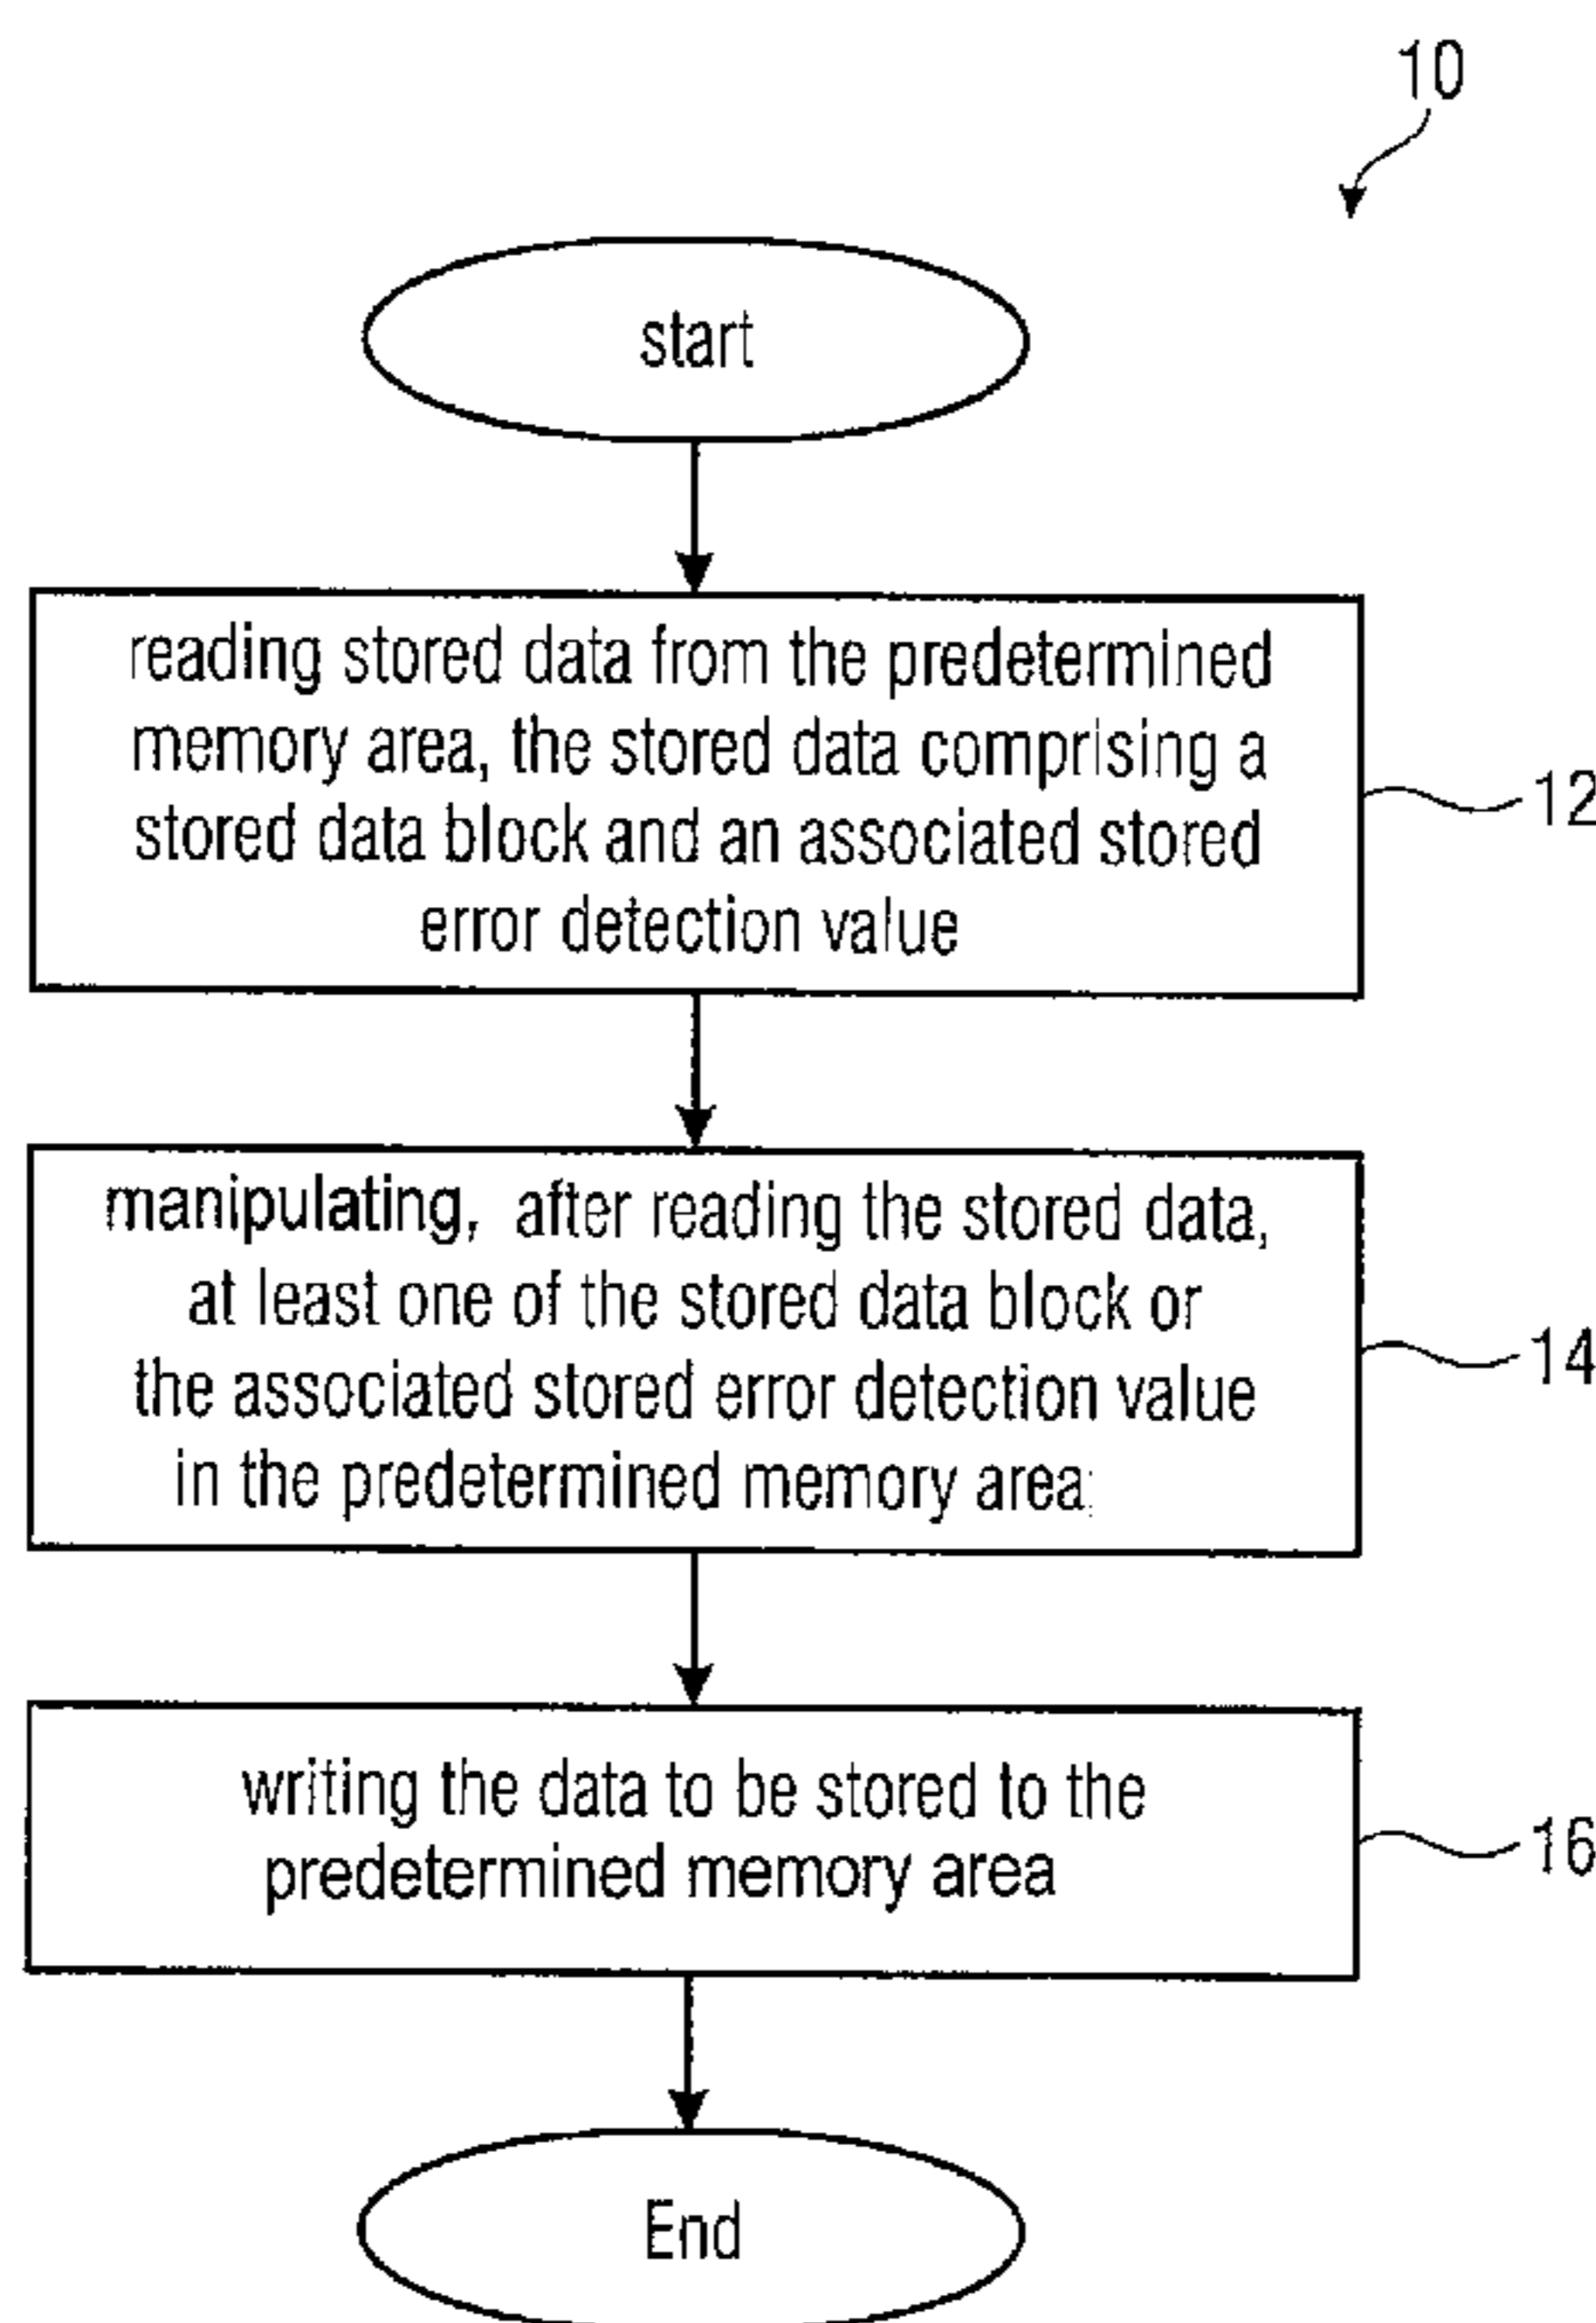 10
start
reading stored data from the predetermined
memory area, the stored data comprising a
stored data block and an associated stored
error detection value
12
manipulating, after reading the stored data,
at least one of the stored data block or
the associated stored error detection value
in the predetermined memory area;
14
writing the data to be stored to the
predetermined memory area
16
End